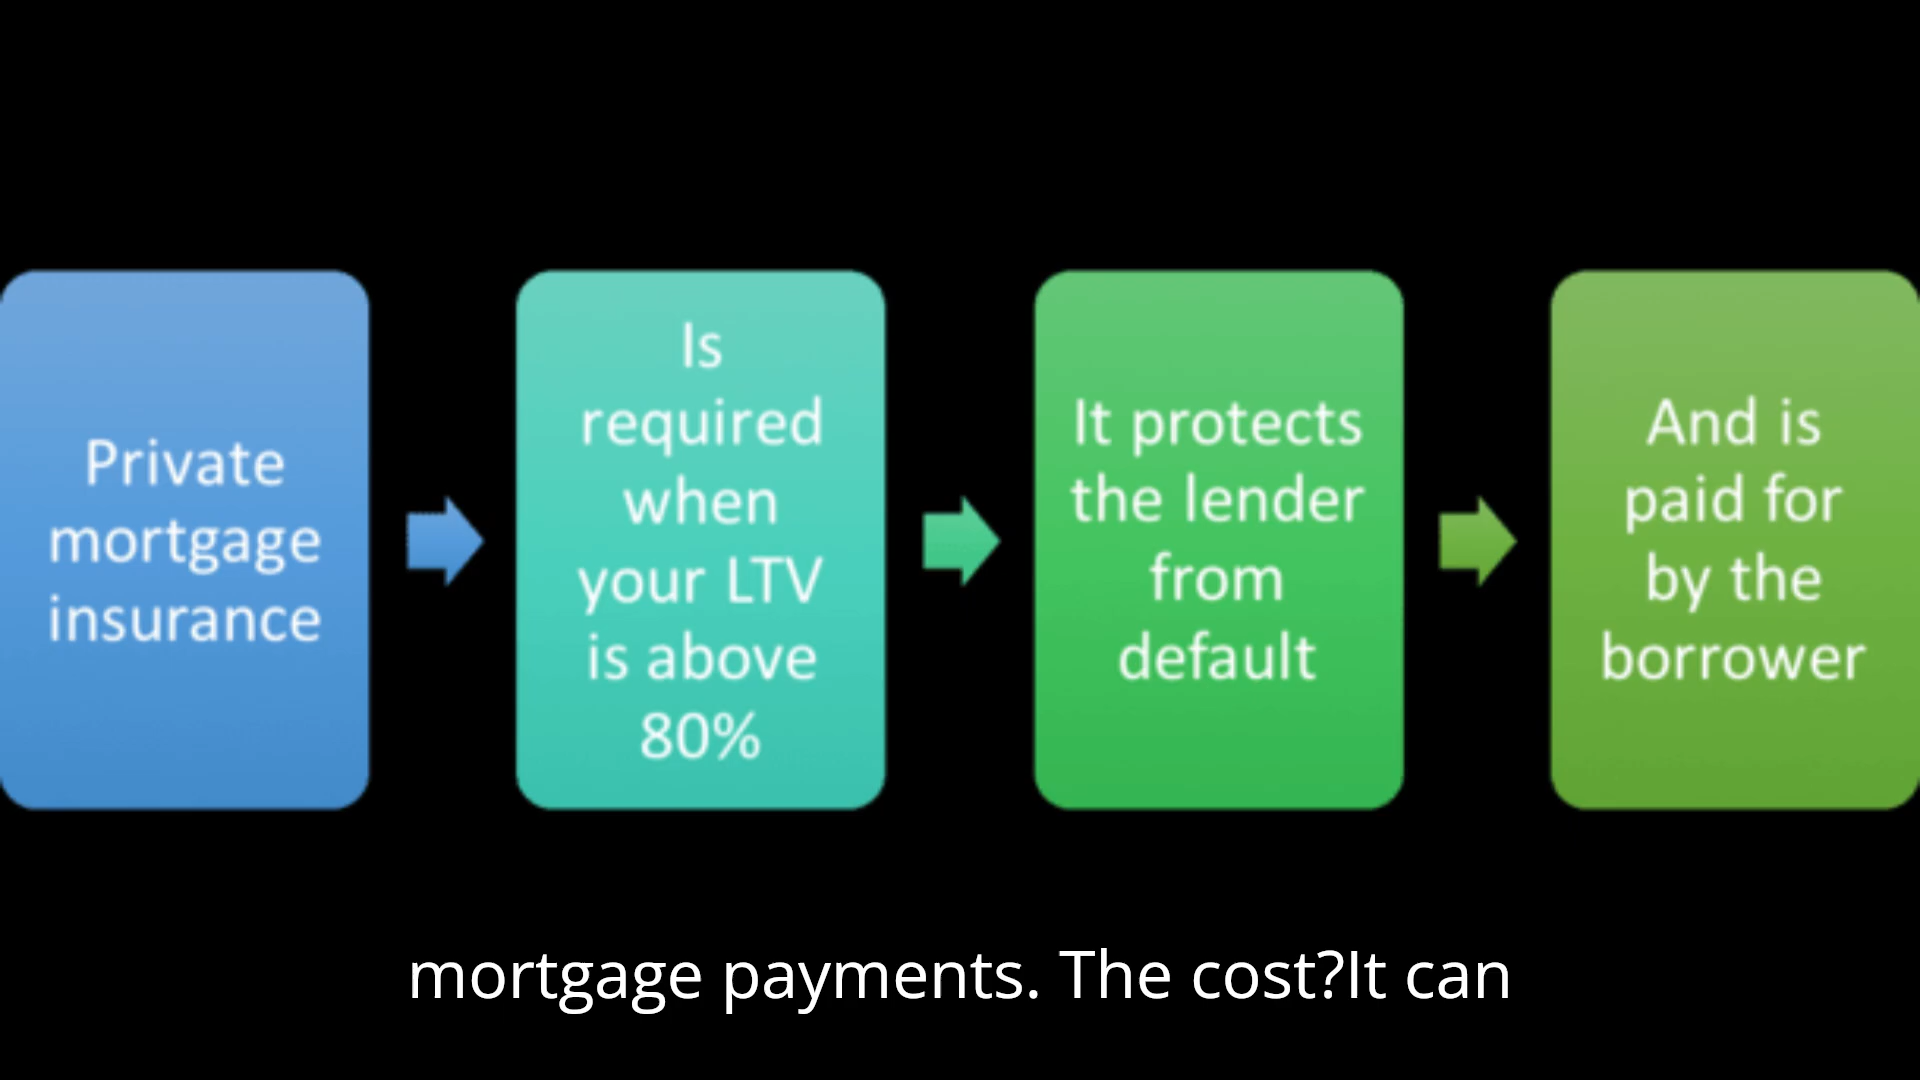 Private
mortgage
insurance
Is
required
when
your LTV
is above
80%
It protects
the lender
from
default
And is
paid for
by the
borrower
mortgage payments. The cost?It can